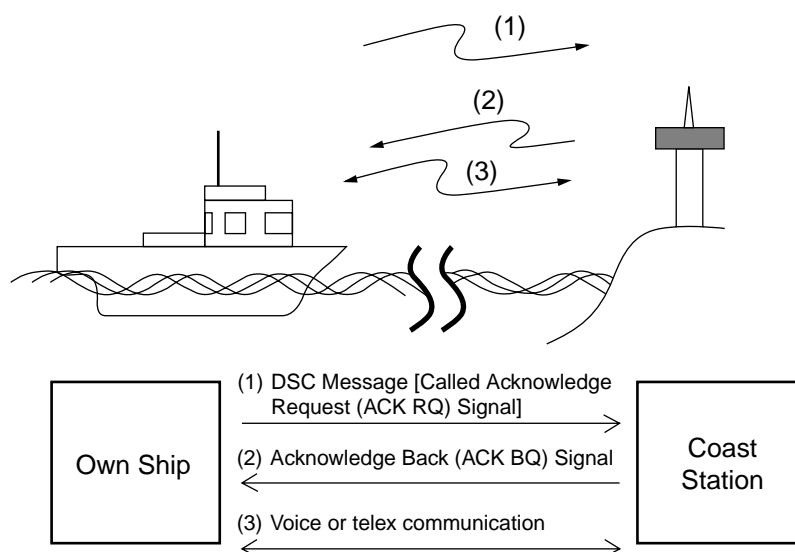 (1)
(2)
(3)
(1) DSC Message [Called Acknowledge
Request (ACK RQ) Signal]
Own Ship
(2) Acknowledge Back (ACK BQ) Signal
Coast
Station
(3) Voice or telex communication